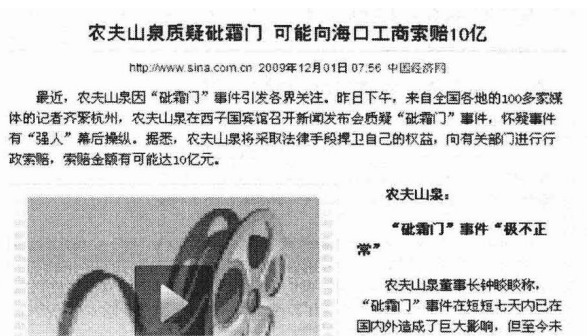 农夫山泉质疑砒霜门 可能向海口工商索赔10亿
http://www.sina.com.cn 2009年12月01日 07:56 中国经济网
最近，农夫山泉因“砒霜门”事件引发各界关注。昨日下午，来自全国各地的100多家媒
体的记者齐聚杭州，农夫山泉在西子国宾馆召开新闻发布会质疑“砒霜门”事件，怀疑事件
有“强人”幕后操纵。据悉，农夫山泉将采取法律手段捍卫自己的权益，向有关部门进行行
政索赔，索赔金额有可能达10亿元。
农夫山泉：
“砒霜门”事件“极不正
常”
农夫山泉董事长钟睒睒称，
“砒霜门”事件在短短七天内已在
国内外造成了巨大影响，但至今未